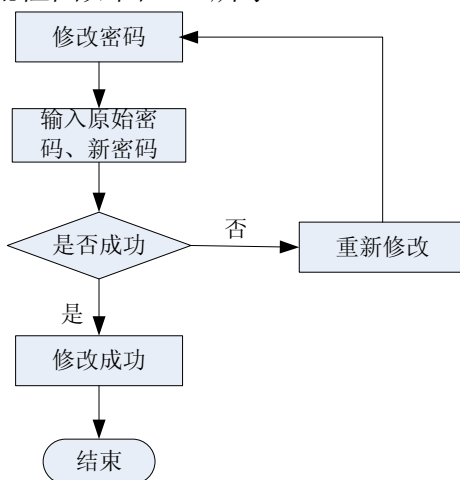 修改密码
输入原始密
码、新密码
是否成功
否
重新修改
是
修改成功
结束